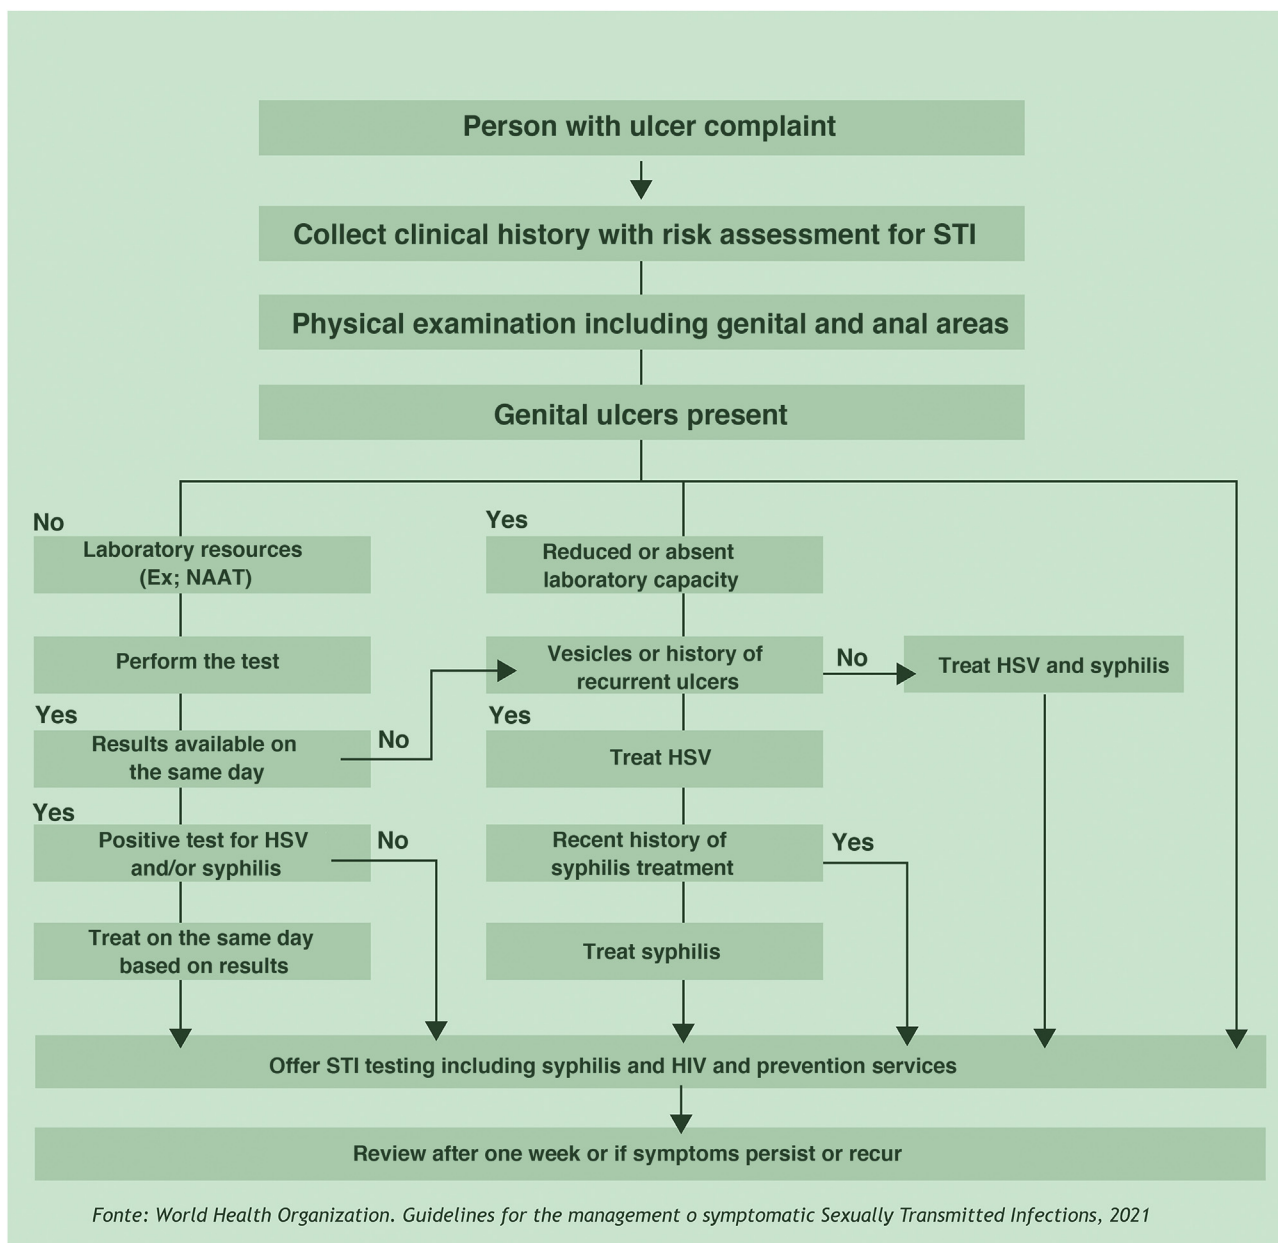 Person with ulcer complaint
Collect clinical history with risk assessment for STI
Physical examination including genital and anal areas
Genital ulcers present
No
Laboratory resources
(Ex; NAAT)
Yes
Reduced or absent
laboratory capacity
Perform the test
Vesicles or history of
recurrent ulcers
No
Treat HSV and syphilis
Yes
Results available on
the same day
No
Yes
Treat HSV
Yes
Positive test for HSV
and/or syphilis
No
Recent history of
syphilis treatment
Yes
Treat on the same day
based on results
Treat syphilis
Offer STI testing including syphilis and HIV and prevention services
Review after one week or if symptoms persist or recur
Fonte: World Health Organization. Guidelines for the management o symptomatic Sexually Transmitted Infections, 2021